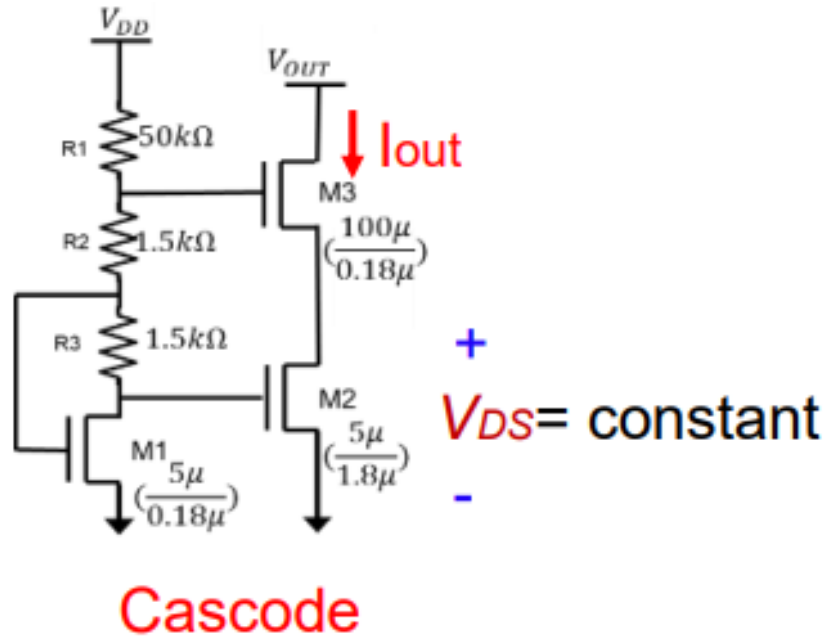 V_DD
V_OUT
R1
50kΩ
Iout
M3
(100μ/0.18μ)
R2
1.5kΩ
R3
1.5kΩ
+
M2
V_DS= constant
(5μ/1.8μ)
M1
(5μ/0.18μ)
-
Cascode